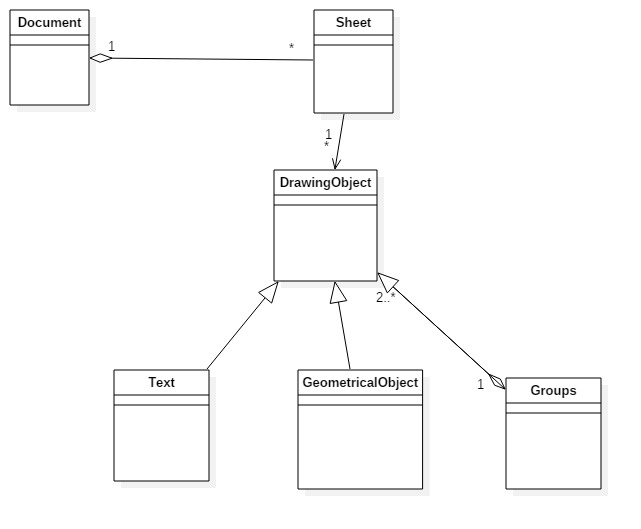 Document
Sheet
1
*
1
*
DrawingObject
2..*
Text
GeometricalObject
1
Groups